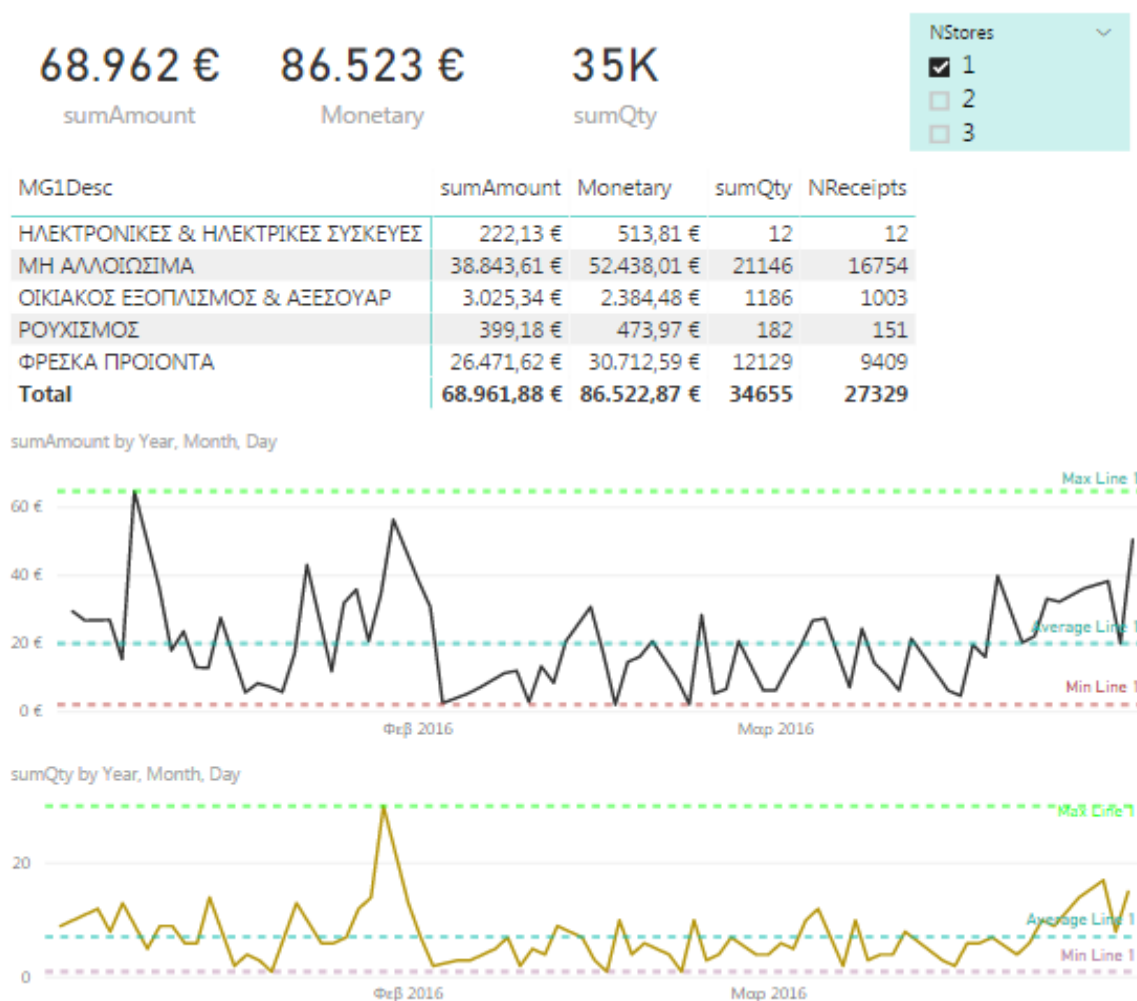 68.962 € 86.523 € 35K
sumAmount Monetary sumQty
NStores
1
2
3
MG1Desc sumAmount Monetary sumQty NReceipts
ΗΛΕΚΤΡΟΝΙΚΕΣ & ΗΛΕΚΤΡΙΚΕΣ ΣΥΣΚΕΥΕΣ 222,13 € 513,81 € 12 12
ΜΗ ΑΛΛΟΙΩΣΙΜΑ 38.843,61 € 52.438,01 € 21146 16754
ΟΙΚΙΑΚΟΣ ΕΞΟΠΛΙΣΜΟΣ & ΑΞΕΣΟΥΑΡ 3.025,34 € 2.384,48 € 1186 1003
ΡΟΥΧΙΣΜΟΣ 399,18 € 473,97 € 182 151
ΦΡΕΣΚΑ ΠΡΟΙΟΝΤΑ 26.471,62 € 30.712,59 € 12129 9409
Total 68.961,88 € 86.522,87 € 34655 27329
sumAmount by Year, Month, Day
Max Line 1
60 €
40 €
Average Line 1
20 €
Min Line 1
0 €
Φεβ 2016 Μαρ 2016
sumQty by Year, Month, Day
Max Line 1
20
Average Line 1
Min Line 1
0
Φεβ 2016 Μαρ 2016